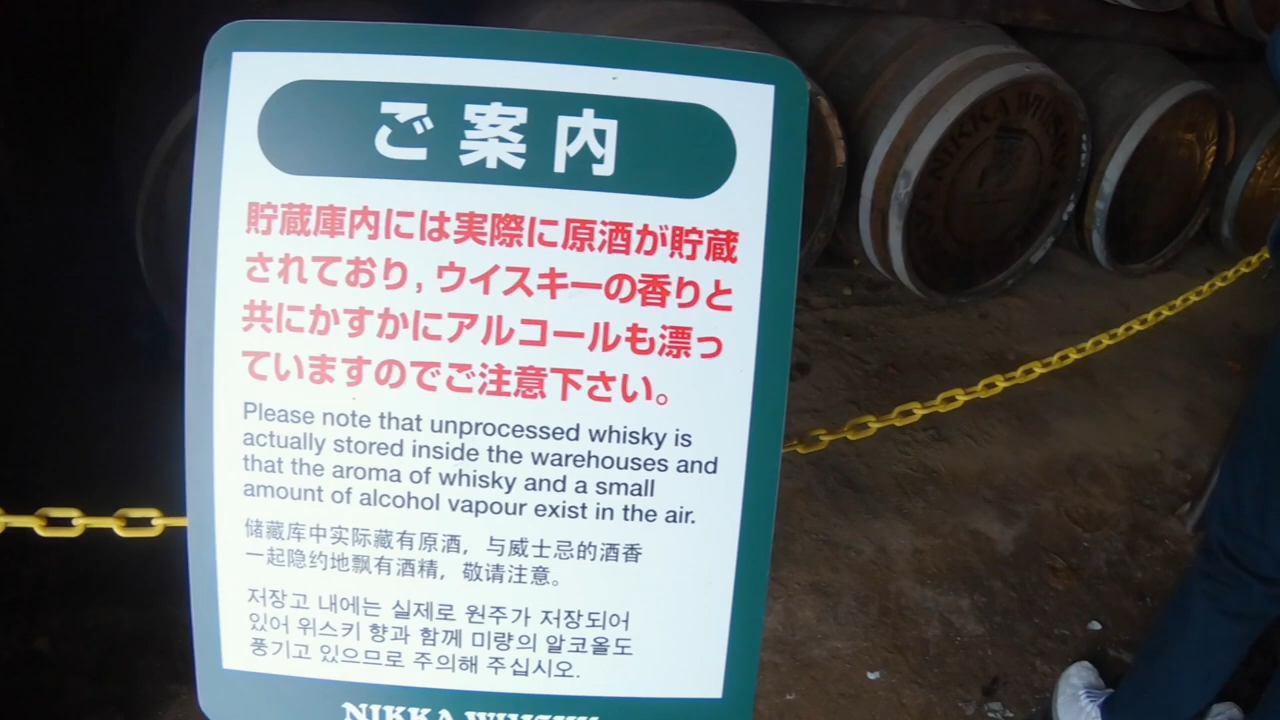 ご案内
貯蔵庫内には実際に原酒が貯蔵
されており,ウイスキーの香りと
共にかすかにアルコールも漂っ
ていますのでご注意下さい。
Please note that unprocessed whisky is
actually stored inside the warehouses and
that the aroma of whisky and a small
amount of alcohol vapour exist in the air.
储藏库中实际藏有原酒，与威士忌的酒香
一起隐约地飘有酒精，敬请注意。
저장고 내에는 실제로 원주가 저장되어
있어 위스키 향과 함께 미량의 알코올도
풍기고 있으므로 주의해 주십시오.
NIKKA WHISKY
NIKKA WHISKY